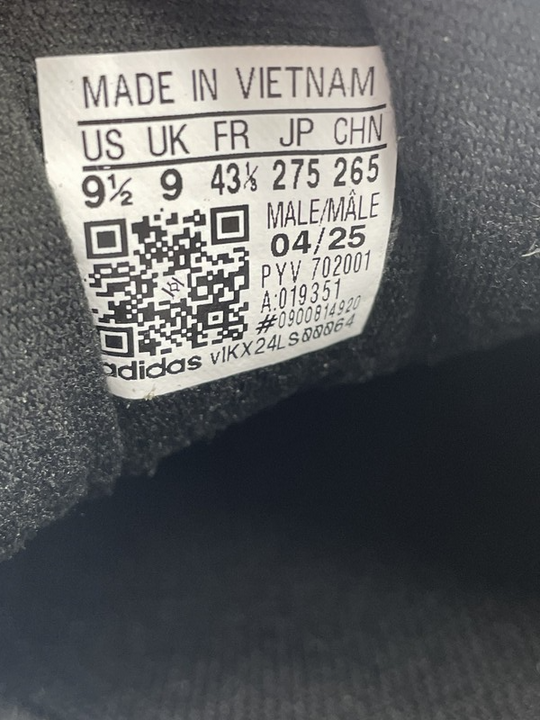 MADE IN VIETNAM
US UK FR JP CHN
9½ 9 43⅓ 275 265
MALE/MÂLE
04/25
PYV 702001
A:019351
#0900814920
adidas vIKX24LS00064